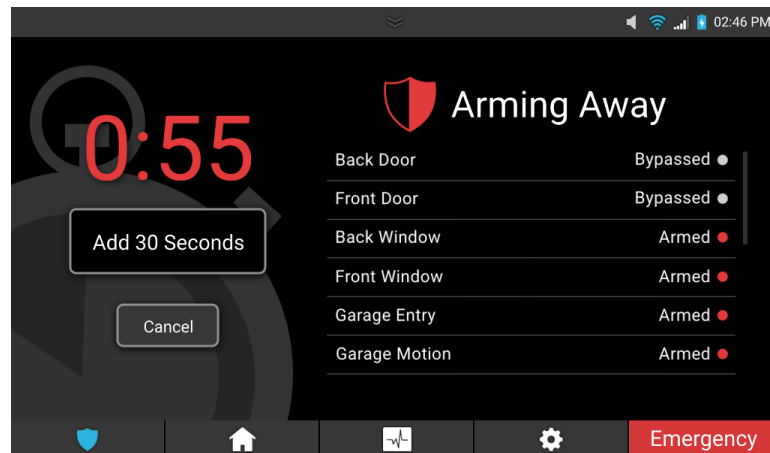 02:46 PM
0:55
Add 30 Seconds
Cancel
Arming Away
Back Door Bypassed
Front Door Bypassed
Back Window Armed
Front Window Armed
Garage Entry Armed
Garage Motion Armed
Emergency